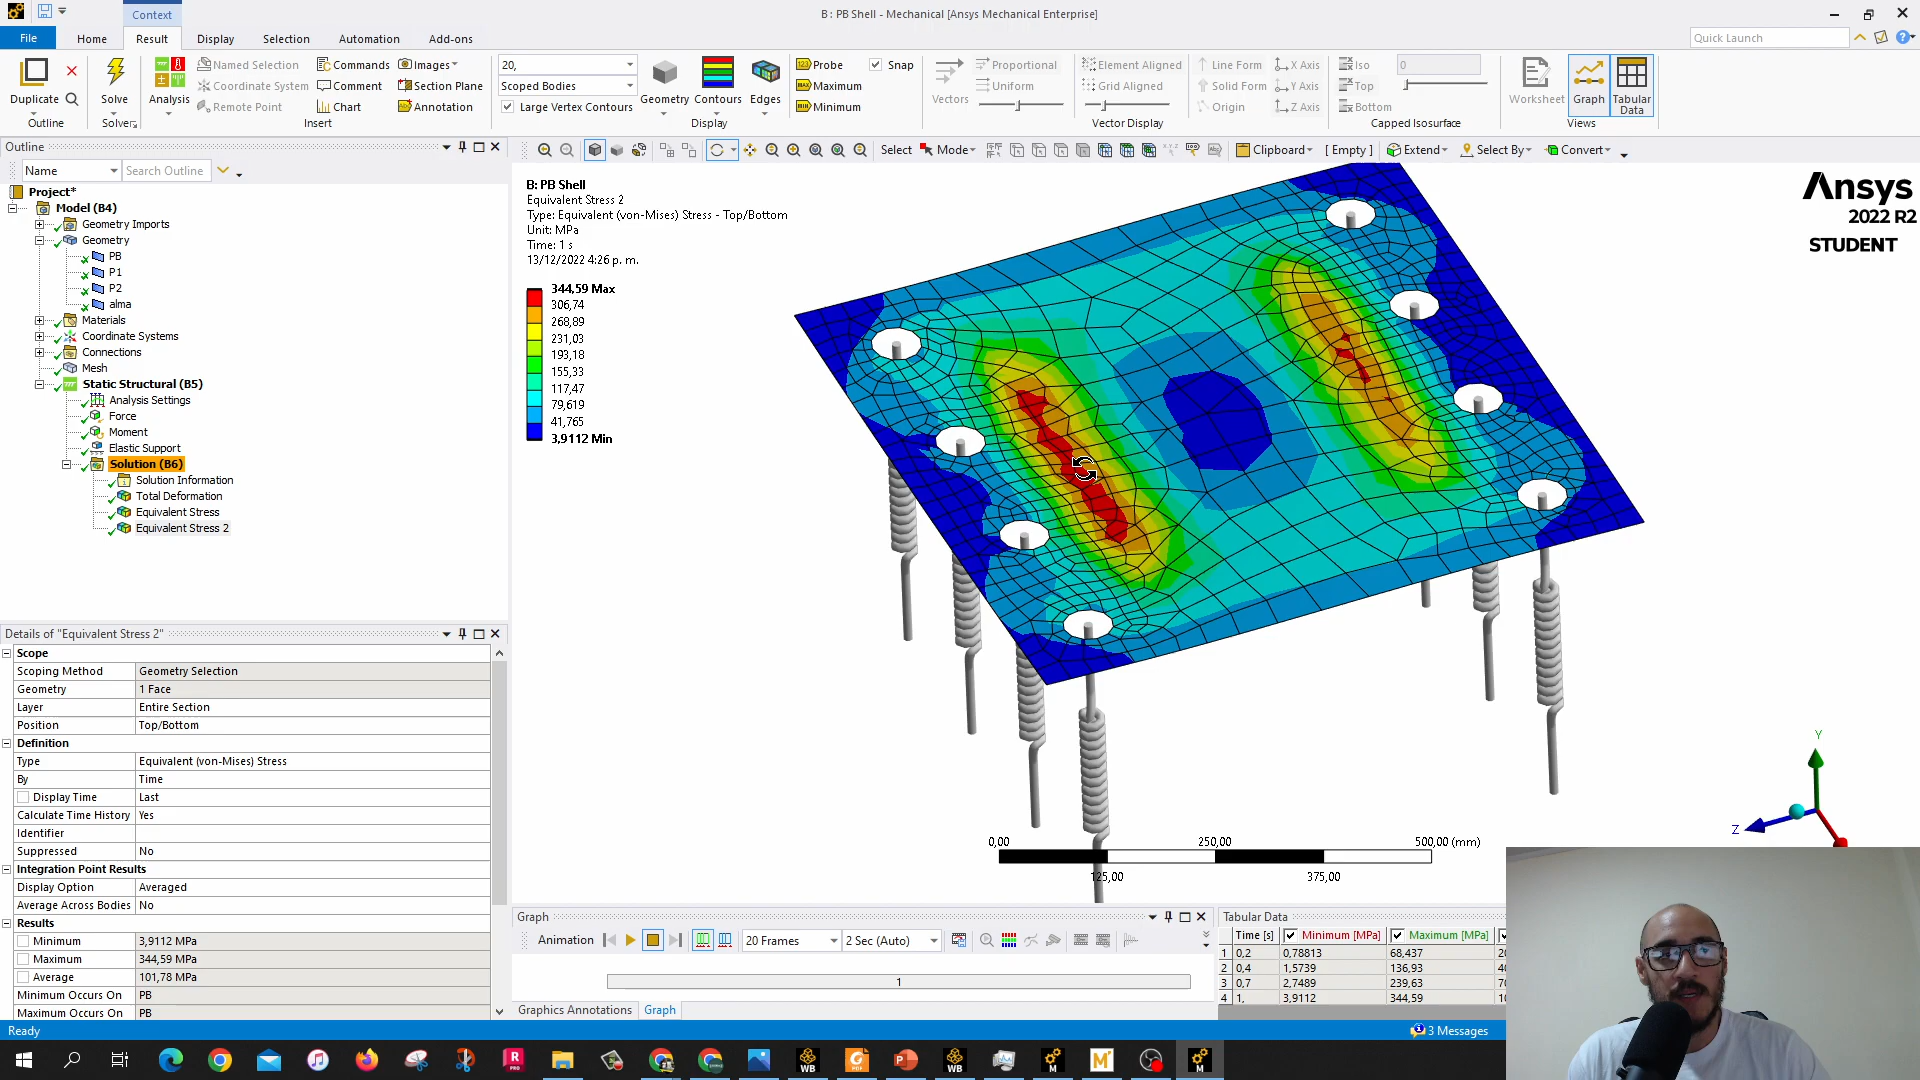 B : PB Shell - Mechanical [Ansys Mechanical Enterprise]
Context
File
Home
Result
Display
Selection
Automation
Add-ons
Quick Launch
Duplicate
Outline
Solve
Solver
Analysis
Named Selection
Coordinate System
Remote Point
Commands
Comment
Chart
Images
Section Plane
Annotation
Insert
20,
Scoped Bodies
Large Vertex Contours
Geometry
Contours
Edges
Display
Probe
Maximum
Minimum
Snap
Vectors
Proportional
Uniform
Element Aligned
Grid Aligned
Line Form
Solid Form
Origin
X Axis
Y Axis
Z Axis
Vector Display
Iso
Top
Bottom
0
Capped Isosurface
Worksheet
Graph
Tabular Data
Views
Outline
Name
Search Outline
Select
Mode
Clipboard
[ Empty ]
Extend
Select By
Convert
Project*
Model (B4)
Geometry Imports
Geometry
PB
P1
P2
alma
Materials
Coordinate Systems
Connections
Mesh
Static Structural (B5)
Analysis Settings
Force
Moment
Elastic Support
Solution (B6)
Solution Information
Total Deformation
Equivalent Stress
Equivalent Stress 2
B: PB Shell
Equivalent Stress 2
Type: Equivalent (von-Mises) Stress - Top/Bottom
Unit: MPa
Time: 1 s
13/12/2022 4:26 p. m.
344,59 Max
306,74
268,89
231,03
193,18
155,33
117,47
79,619
41,765
3,9112 Min
Ansys
2022 R2
STUDENT
Y
Z
0,00
250,00
500,00 (mm)
125,00
375,00
Details of "Equivalent Stress 2"
Scope
Scoping Method Geometry Selection
Geometry 1 Face
Layer Entire Section
Position Top/Bottom
Definition
Type Equivalent (von-Mises) Stress
By Time
Display Time Last
Calculate Time History Yes
Identifier
Suppressed No
Integration Point Results
Display Option Averaged
Average Across Bodies No
Results
Minimum 3,9112 MPa
Maximum 344,59 MPa
Average 101,78 MPa
Minimum Occurs On PB
Maximum Occurs On PB
Graph
Animation
20 Frames
2 Sec (Auto)
1
Graphics Annotations
Graph
Tabular Data
Time [s] Minimum [MPa] Maximum [MPa]
1 0,2 0,78813 68,437
2 0,4 1,5739 136,93
3 0,7 2,7489 239,63
4 1, 3,9112 344,59
Ready
3 Messages
WB
WB
M
M
M